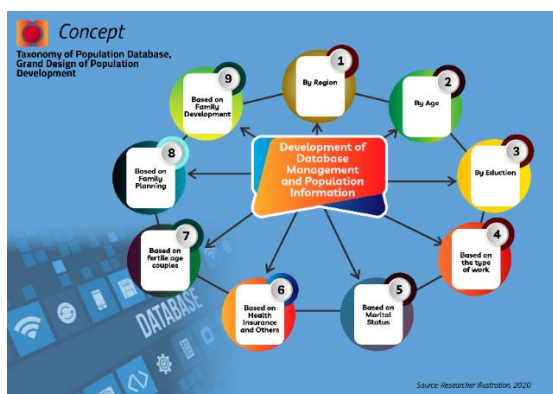 Concept
Taxonomy of Population Database,
Grand Design of Population
Development
1
By Region
2
By Age
3
By Eduction
4
Based on
the type
of work
5
Based on
Marital
Status
6
Based on
Health
Insurance
and Others
7
Based on
fertile age
couples
8
Based on
Family
Planning
9
Based on
Family
Development
Development of
Database
Management
and Population
Information
DATABASE
Source: Researcher Illustration, 2020